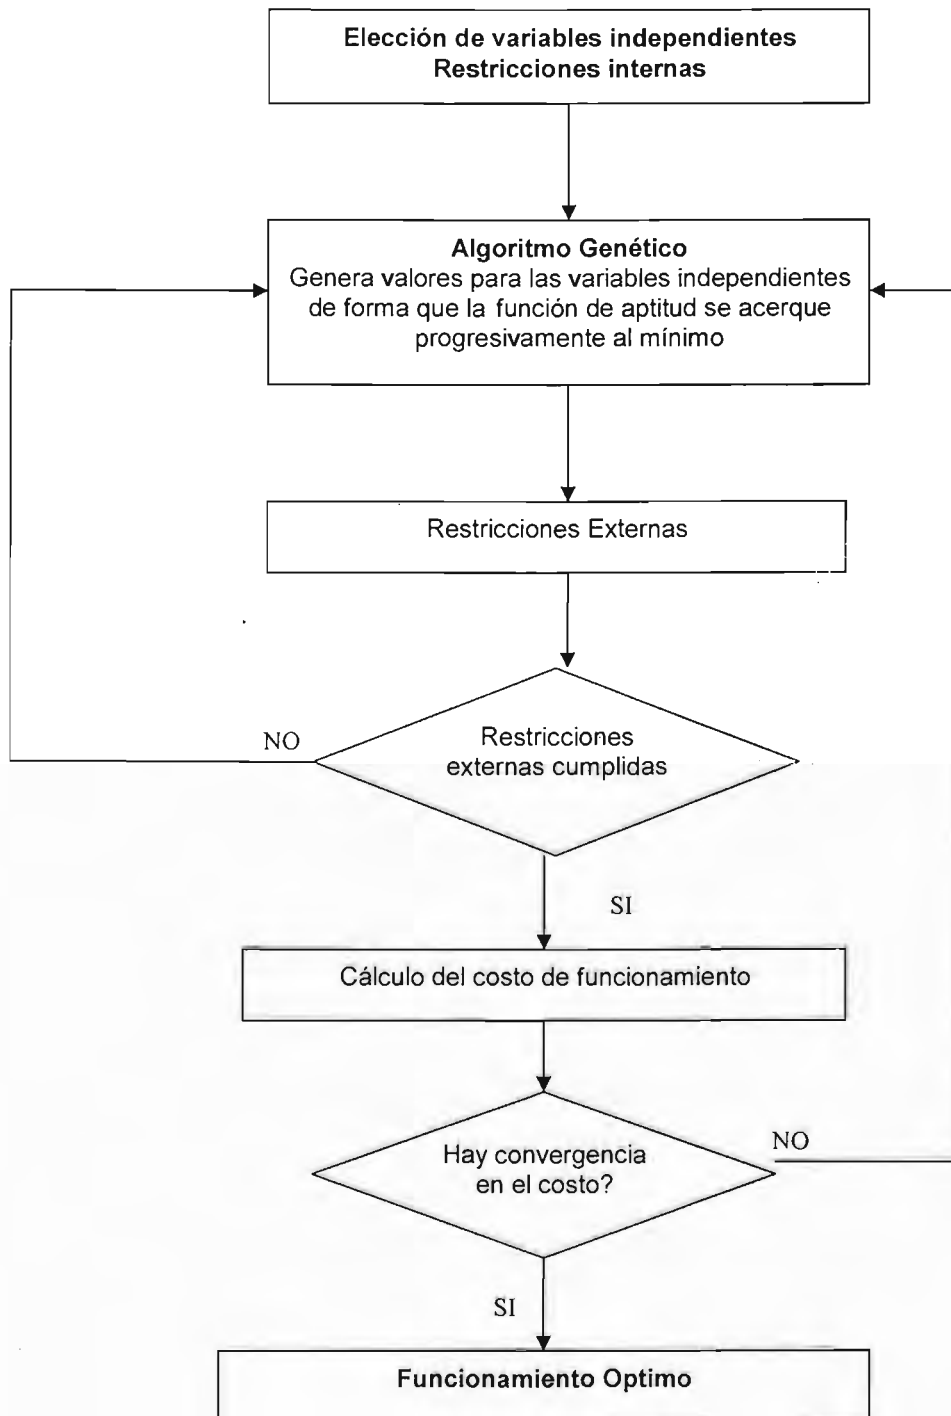 Elección de variables independientes
Restricciones internas
Algoritmo Genético
Genera valores para las variables independientes
de forma que la función de aptitud se acerque
progresivamente al mínimo
Restricciones Externas
Restricciones
externas cumplidas
NO
SI
Cálculo del costo de funcionamiento
Hay convergencia
en el costo?
NO
SI
Funcionamiento Optimo